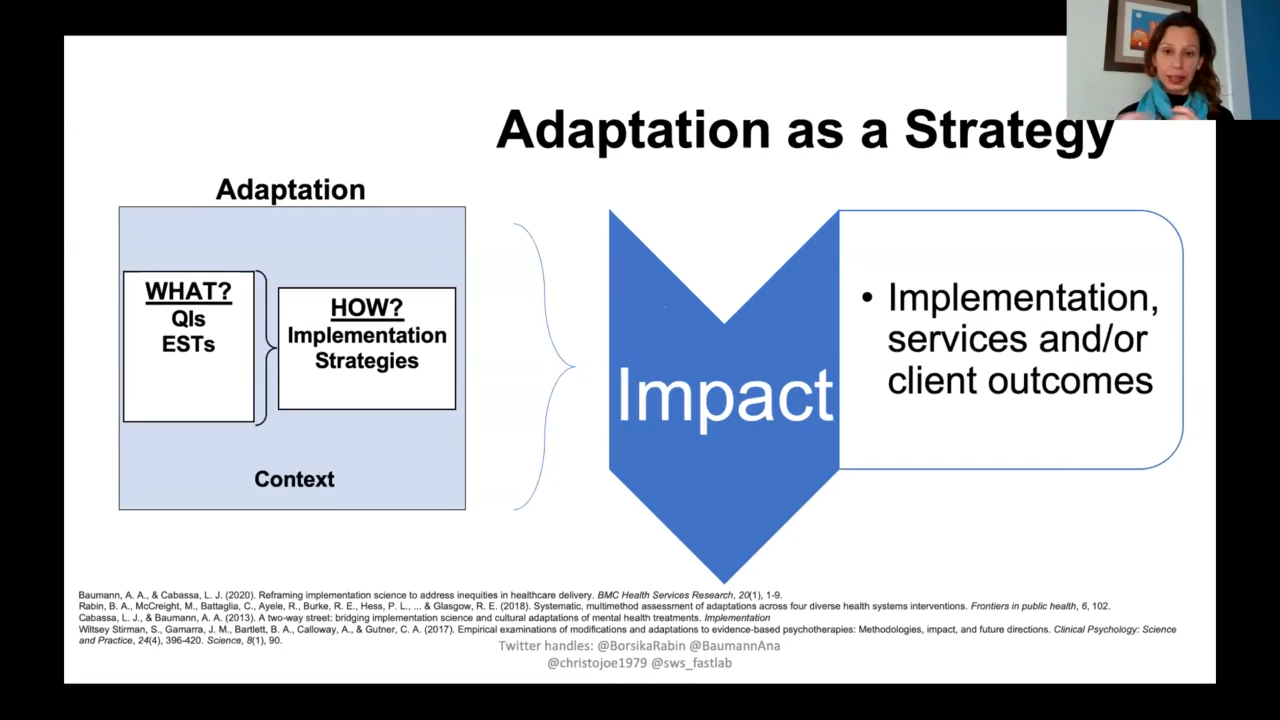 Adaptation as a Strategy
Adaptation
WHAT?
QIs
ESTs
HOW?
Implementation
Strategies
Context
Impact
• Implementation,
services and/or
client outcomes
Baumann, A. A., & Cabassa, L. J. (2020). Reframing implementation science to address inequities in healthcare delivery. BMC Health Services Research, 20(1), 1-9.
Rabin, B. A., McCreight, M., Battaglia, C., Ayele, R., Burke, R. E., Hess, P. L., ... & Glasgow, R. E. (2018). Systematic, multimethod assessment of adaptations across four diverse health systems interventions. Frontiers in public health, 6, 102.
Cabassa, L. J., & Baumann, A. A. (2013). A two-way street: bridging implementation science and cultural adaptations of mental health treatments. Implementation
Wiltsey Stirman, S., Gamarra, J. M., Bartlett, B. A., Calloway, A., & Gutner, C. A. (2017). Empirical examinations of modifications and adaptations to evidence-based psychotherapies: Methodologies, impact, and future directions. Clinical Psychology: Science
and Practice, 24(4), 396-420. Science, 8(1), 90.
Twitter handles: @BorsikaRabin @BaumannAna
@christojoe1979 @sws_fastlab